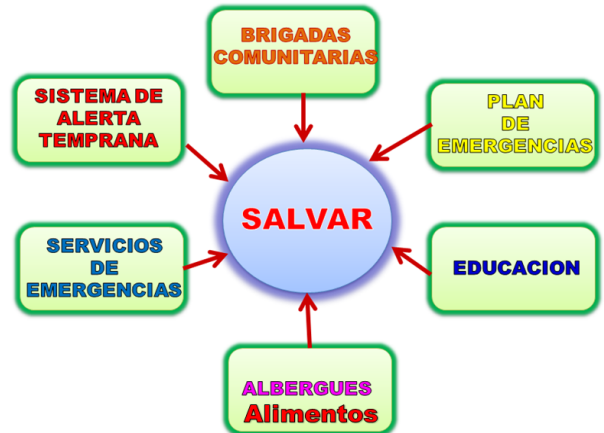 BRIGADAS
COMUNITARIAS
SISTEMA DE
ALERTA
TEMPRANA
PLAN
DE
EMERGENCIAS
SALVAR
SERVICIOS
DE
EMERGENCIAS
EDUCACION
ALBERGUES
Alimentos